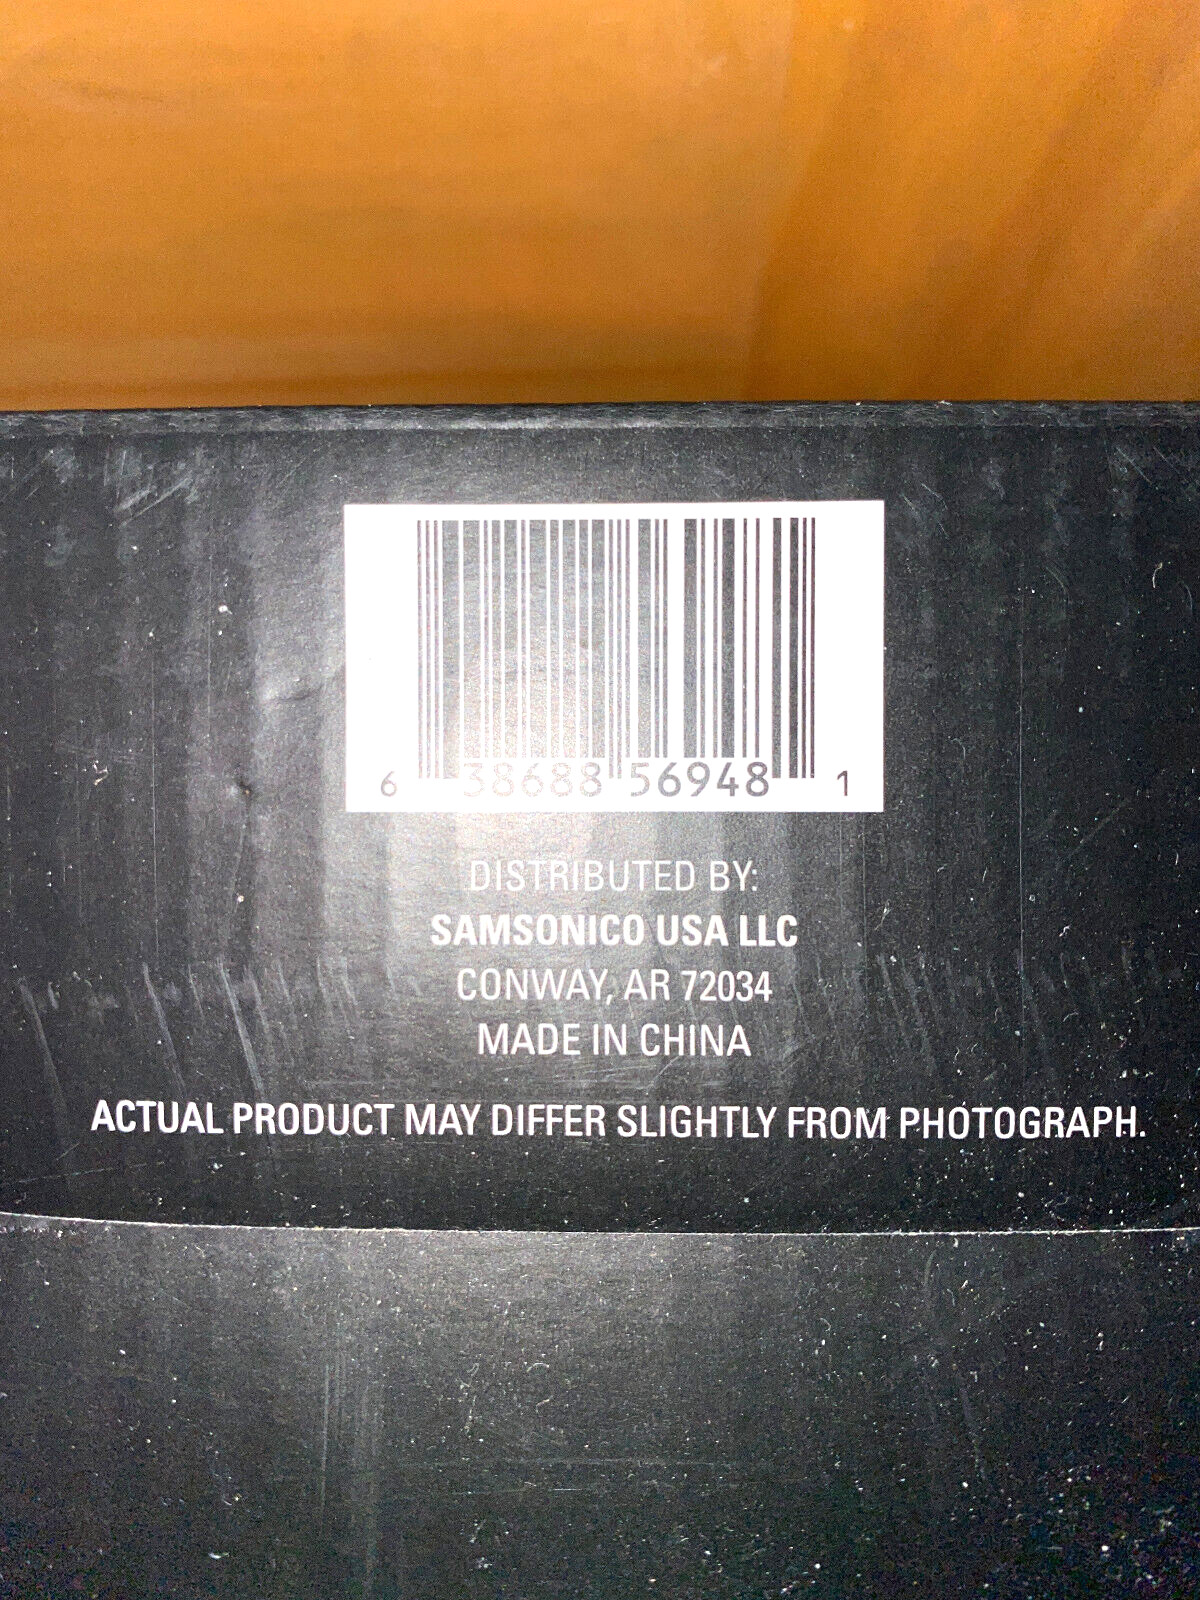 6 38688 56948 1
DISTRIBUTED BY:
SAMSONICO USA LLC
CONWAY, AR 72034
MADE IN CHINA
ACTUAL PRODUCT MAY DIFFER SLIGHTLY FROM PHOTOGRAPH.